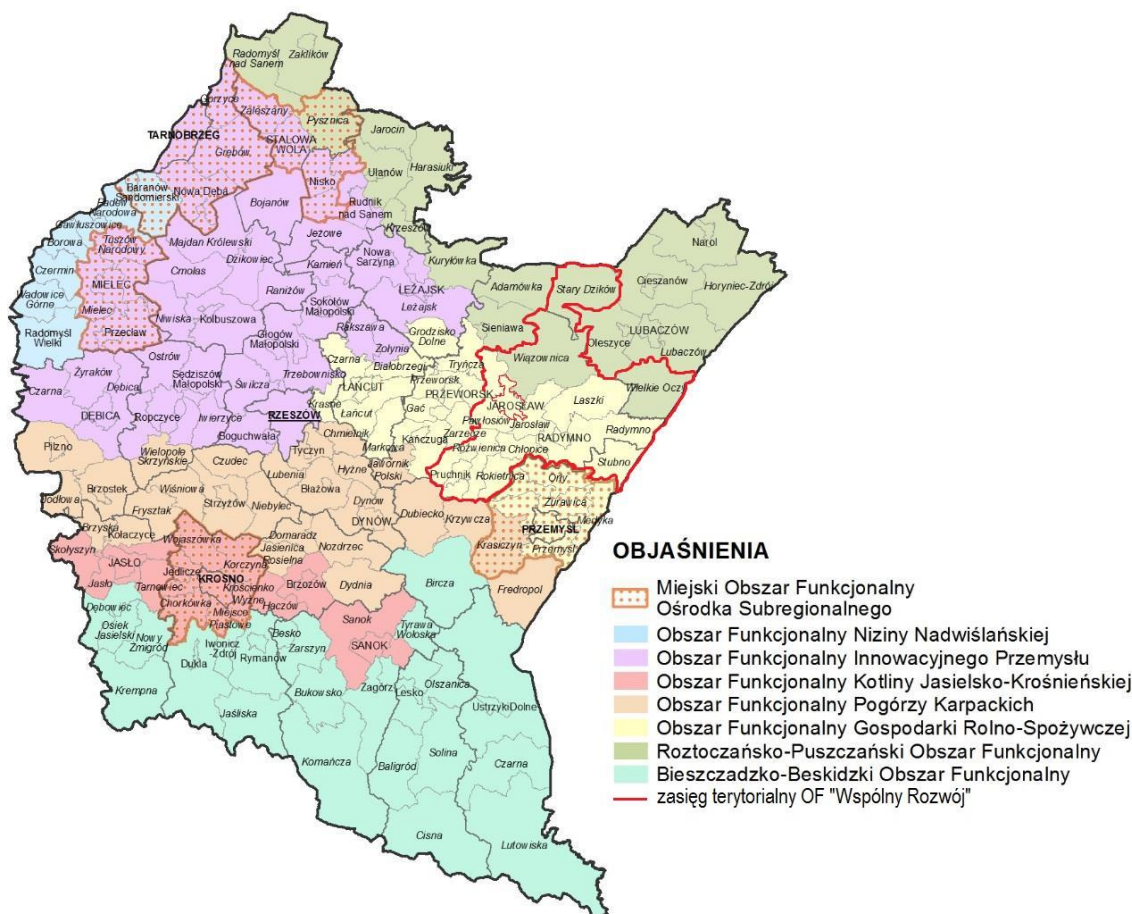 Radomyśl
nad Sanem
Zaklików
Gorzyce
Zaleszany
Pysznica
TARNOBRZEG
STALOWA
WOLA
Jarocin
Grębów
Harasiuki
Ulanów
Nisko
Baranów
Sandomierski
Nowa Dęba
Rudnik
nad Sanem
Padew
Narodowa
Bojanów
Gawłuszowice
Krzeszów
Narol
Borowa
Tuszów
Narodowy
Jeżowe
Majdan Królewski
Nowa
Sarzyna
Kuryłówka
Cieszanów
Horyniec-Zdrój
Czermin
Cmolas
Dzikowiec
Kamień
Adamówka
Stary Dzików
MIELEC
LEŻAJSK
Wadowice
Górne
Raniżów
Leżajsk
Mielec
Niwiska
Kolbuszowa
Sokołów
Małopolski
Sieniawa
Oleszyce
LUBACZÓW
Radomyśl
Wielki
Przecław
Głogów
Małopolski
Rakszawa
Grodzisko
Dolne
Lubaczów
Żołynia
Wiązownica
Ostrów
Czarna
Białobrzegi
Tryńcza
Żyraków
Sędziszów
Małopolski
Świlcza
Trzebownisko
Przeworsk
Wielkie Oczy
Czarna
Dębica
ŁAŃCUT
PRZEWORSK
JAROSŁAW
Laszki
Krasne
Łańcut
Gać
DĘBICA
Ropczyce
Iwierzyce
RZESZÓW
Pawłosiów
Jarosław
Radymno
Boguchwała
Chmielnik
Markowa
Kańczuga
Zarzecze
RADYMNO
Pilzno
Wielopole
Skrzyńskie
Czudec
Tyczyn
Roźwienica
Chłopice
Stubno
Lubenia
Hyżne
Jawornik
Polski
Pruchnik
Rokietnica
Orły
Brzostek
Wiśniowa
Błażowa
Dynów
Żurawica
Jodłowa
Strzyżów
Niebylec
DYNÓW
Dubiecko
Krzywcza
Medyka
Frysztak
PRZEMYŚL
Brzyska
Kołaczyce
Domaradz
Nozdrzec
Krasiczyn
Przemyśl
Skołyszyn
Wojaszówka
Jasienica
Rosielna
JASŁO
Jedlicze
Korczyna
Brzozów
Dydnia
Bircza
Fredropol
Jasło
Tarnowiec
KROSNO
Krościenko
Wyżne
Haczów
Dębowiec
Chorkówka
Miejsce
Piastowe
Sanok
Tyrawa
Wołoska
Osiek
Jasielski
Nowy
Żmigród
Iwonicz
-Zdrój
Besko
Zarszyn
SANOK
Dukla
Rymanów
Krempna
Bukowsko
Zagórz
Lesko
Olszanica
Ustrzyki Dolne
Jaśliska
Komańcza
Baligród
Solina
Czarna
Cisna
Lutowiska
OBJAŚNIENIA
Miejski Obszar Funkcjonalny
Ośrodka Subregionalnego
Obszar Funkcjonalny Niziny Nadwiślańskiej
Obszar Funkcjonalny Innowacyjnego Przemysłu
Obszar Funkcjonalny Kotliny Jasielsko-Krośnieńskiej
Obszar Funkcjonalny Pogórzy Karpackich
Obszar Funkcjonalny Gospodarki Rolno-Spożywczej
Roztoczańsko-Puszczański Obszar Funkcjonalny
Bieszczadzko-Beskidzki Obszar Funkcjonalny
zasięg terytorialny OF "Wspólny Rozwój"